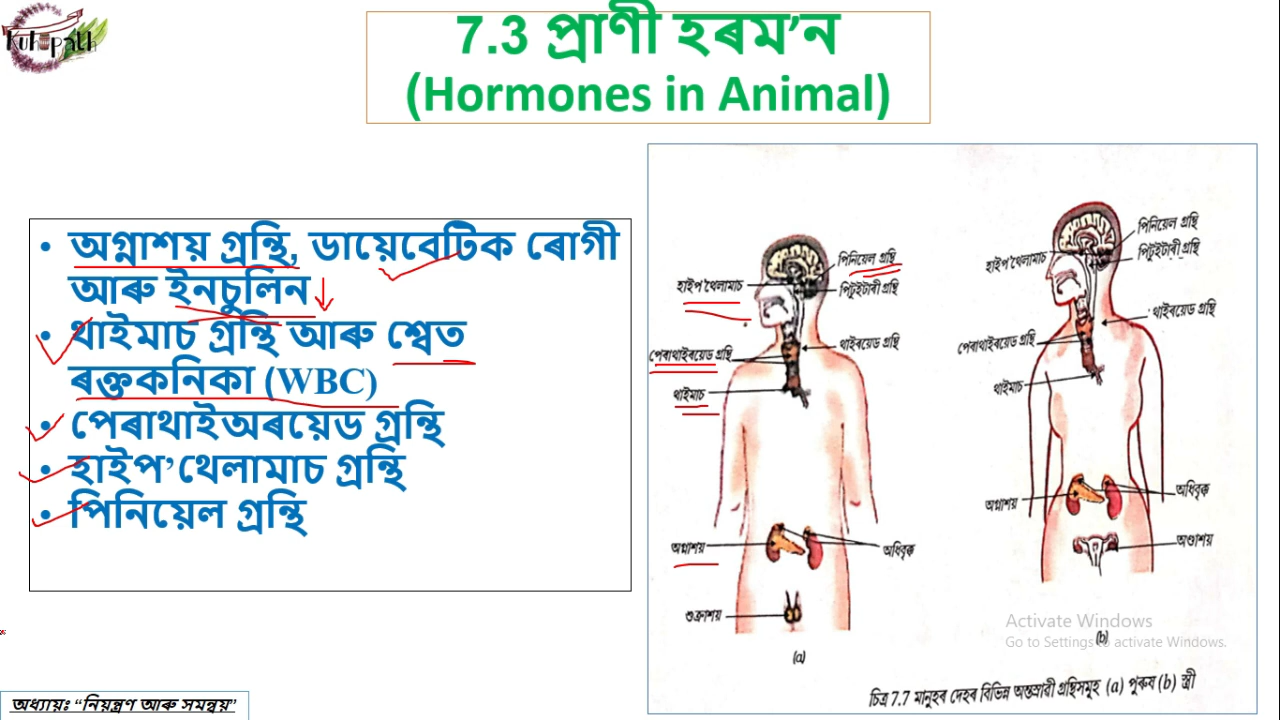 Kuhipath
7.3 প্ৰাণী হৰম’ন
(Hormones in Animal)
• অগ্নাশয় গ্ৰন্থি, ডায়েবেটিক ৰোগী
আৰু ইনচুলিন
• থাইমাচ গ্ৰন্থি আৰু শ্বেত
ৰক্তকনিকা (WBC)
• পেৰাথাইঅৰয়েড গ্ৰন্থি
• হাইপ’থেলামাচ গ্ৰন্থি
• পিনিয়েল গ্ৰন্থি
পিনিয়েল গ্ৰন্থি
হাইপ’থৈলামাচ
পিটুইটাৰী গ্ৰন্থি
থাইৰয়েড গ্ৰন্থি
পেৰাথাইৰয়েড গ্ৰন্থি
থাইমাচ
অগ্নাশয়
অধিবৃক্ক
শুক্ৰাশয়
(a)
পিনিয়েল গ্ৰন্থি
পিটুইটাৰী গ্ৰন্থি
হাইপ’থৈলামাচ
থাইৰয়েড গ্ৰন্থি
পেৰাথাইৰয়েড গ্ৰন্থি
থাইমাচ
অগ্নাশয়
অধিবৃক্ক
অণ্ডাশয়
(b)
Activate Windows
Go to Settings to activate Windows.
চিত্ৰ 7.7 মানুহৰ দেহৰ বিভিন্ন অন্তস্ৰাবী গ্ৰন্থিসমূহ (a) পুৰুষ (b) স্ত্ৰী
অধ্যায়ঃ “নিয়ন্ত্ৰণ আৰু সমন্বয়”